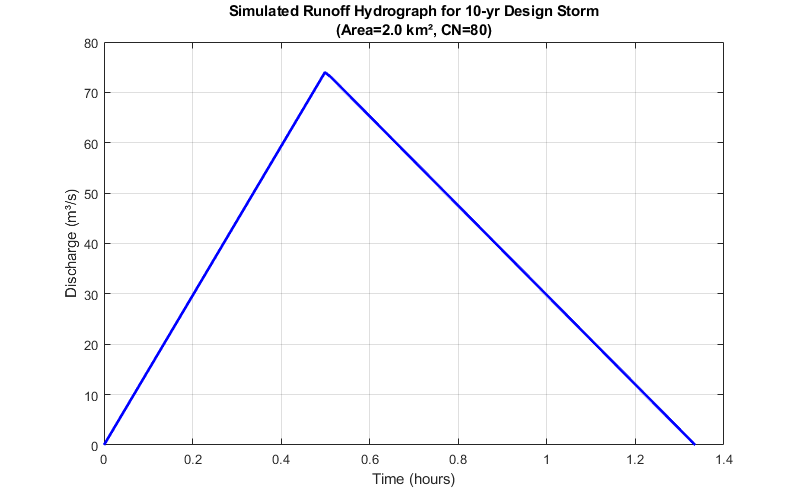 Simulated Runoff Hydrograph for 10-yr Design Storm
(Area=2.0 km², CN=80)
80
70
60
50
40
30
20
10
0
Discharge (m³/s)
0 0.2 0.4 0.6 0.8 1 1.2 1.4
Time (hours)